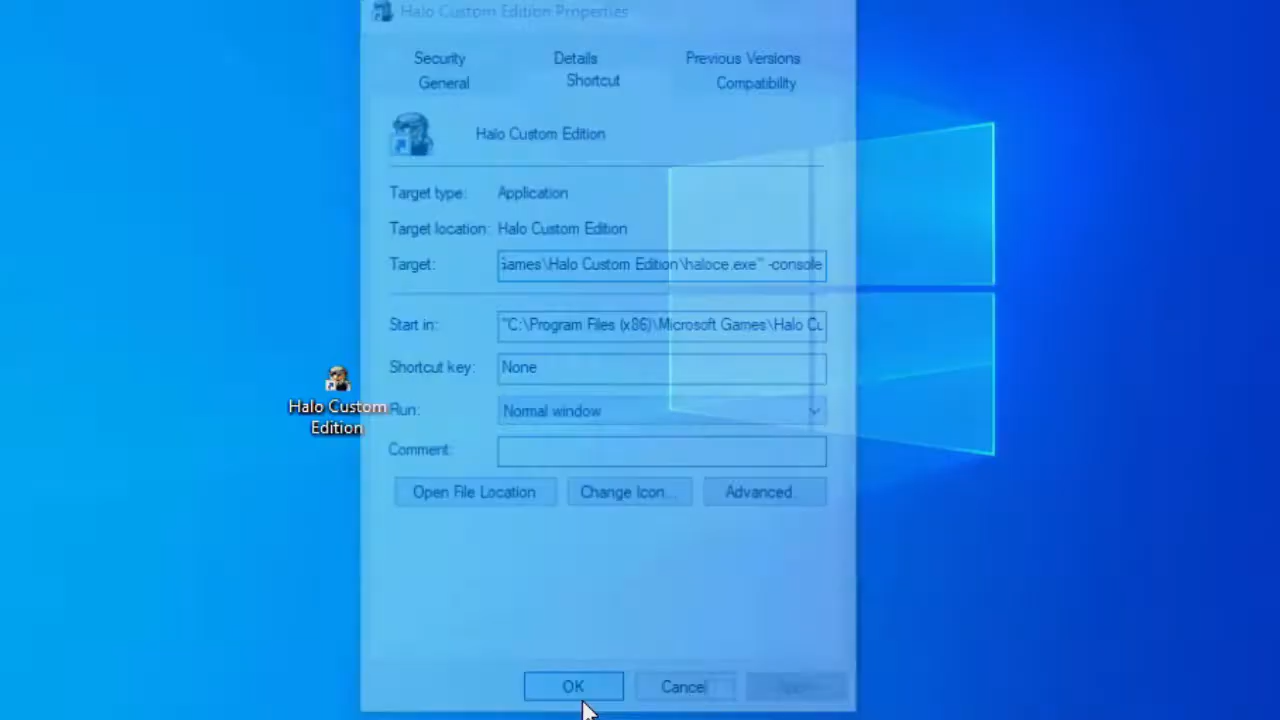 Halo Custom Edition Properties
Security Details Previous Versions
General Shortcut Compatibility
Halo Custom Edition
Target type: Application
Target location: Halo Custom Edition
Target: Games\Halo Custom Edition\haloce.exe" -console
Start in: "C:\Program Files (x86)\Microsoft Games\Halo Cu
Shortcut key: None
Run: Normal window
Comment:
Open File Location Change Icon... Advanced...
OK Cancel
Halo Custom
Edition